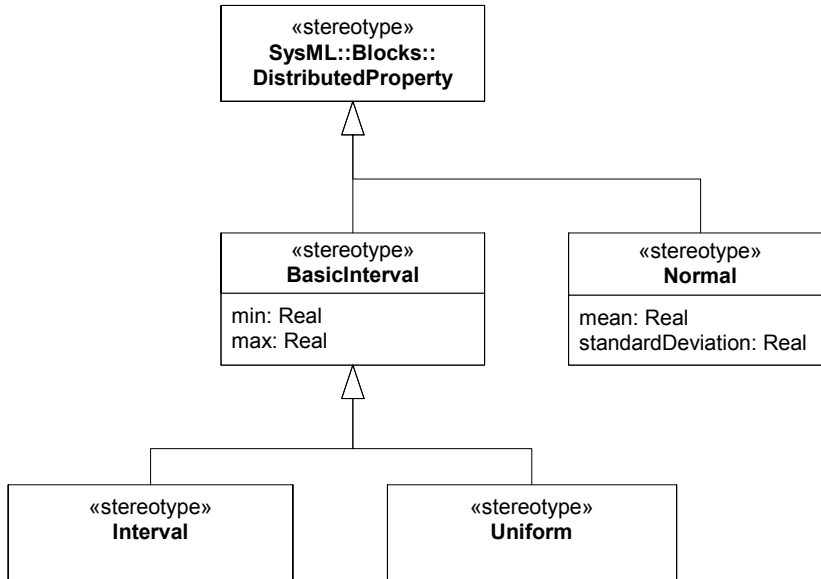 «stereotype»
SysML::Blocks::
DistributedProperty
«stereotype»
BasicInterval
min: Real
max: Real
«stereotype»
Normal
mean: Real
standardDeviation: Real
«stereotype»
Interval
«stereotype»
Uniform